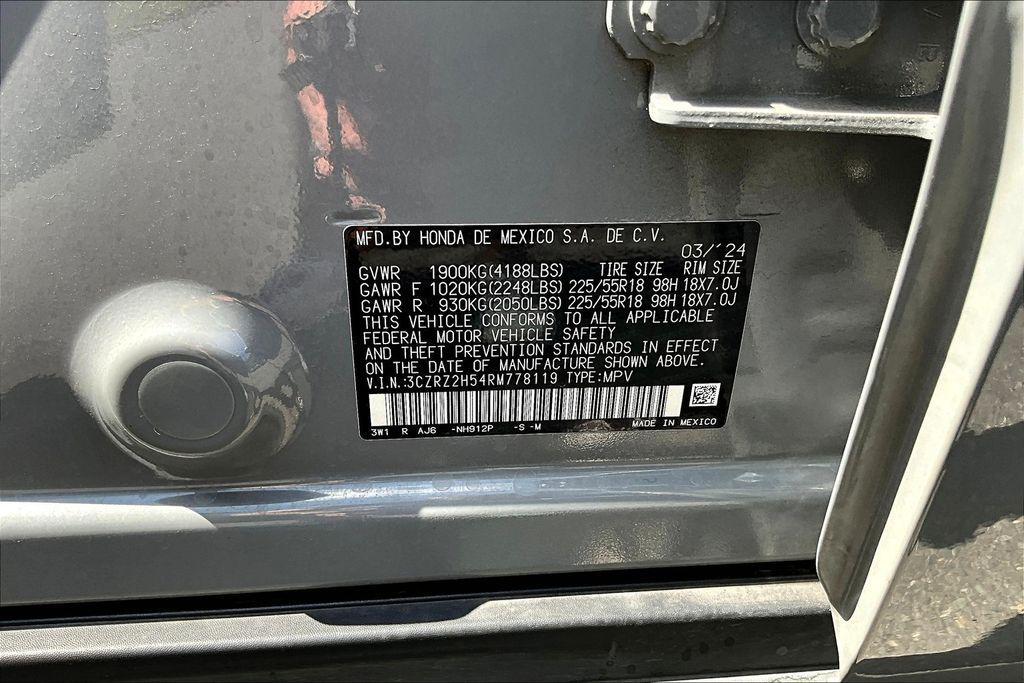 MFD.BY HONDA DE MEXICO S.A. DE C.V.
03/´24
GVWR 1900KG(4188LBS) TIRE SIZE RIM SIZE
GAWR F 1020KG(2248LBS) 225/55R18 98H 18X7.0J
GAWR R 930KG(2050LBS) 225/55R18 98H 18X7.0J
THIS VEHICLE CONFORMS TO ALL APPLICABLE
FEDERAL MOTOR VEHICLE SAFETY
AND THEFT PREVENTION STANDARDS IN EFFECT
ON THE DATE OF MANUFACTURE SHOWN ABOVE.
V.I.N.:3CZRZ2H54RM778119 TYPE:MPV
3W1 R AJ6 -NH912P -S -M MADE IN MEXICO